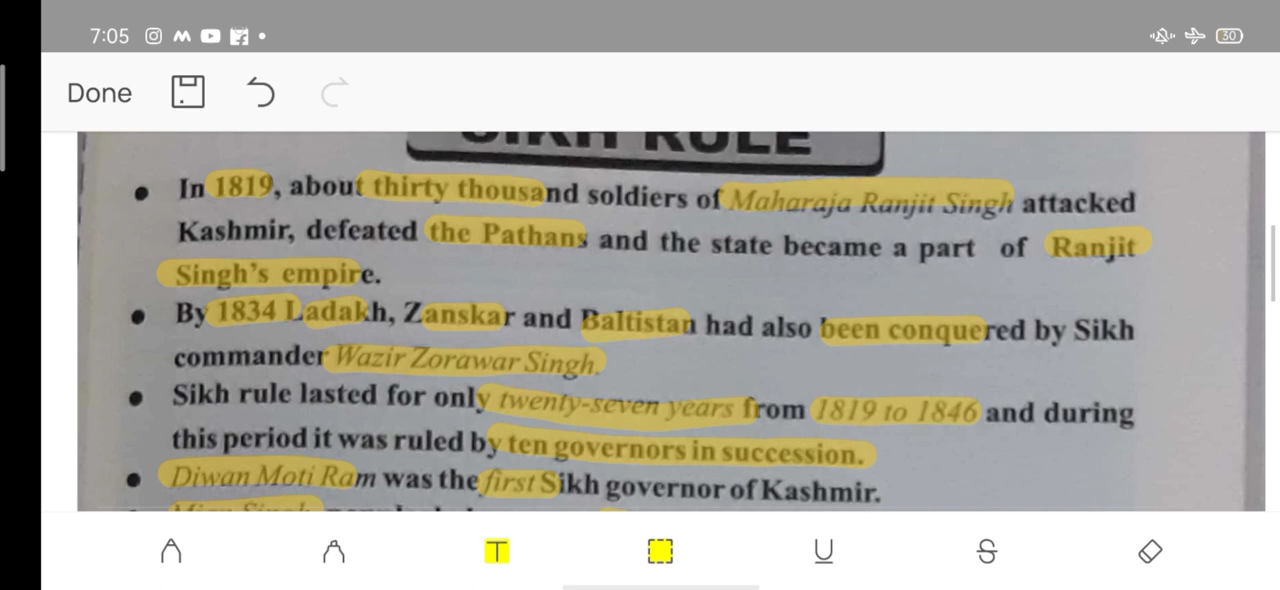 7:05
30
Done
SIKH RULE
In 1819, about thirty thousand soldiers of Maharaja Ranjit Singh attacked
Kashmir, defeated the Pathans and the state became a part of Ranjit
Singh's empire.
By 1834 Ladakh, Zanskar and Baltistan had also been conquered by Sikh
commander Wazir Zorawar Singh.
Sikh rule lasted for only twenty-seven years from 1819 to 1846 and during
this period it was ruled by ten governors in succession.
Diwan Moti Ram was the first Sikh governor of Kashmir.